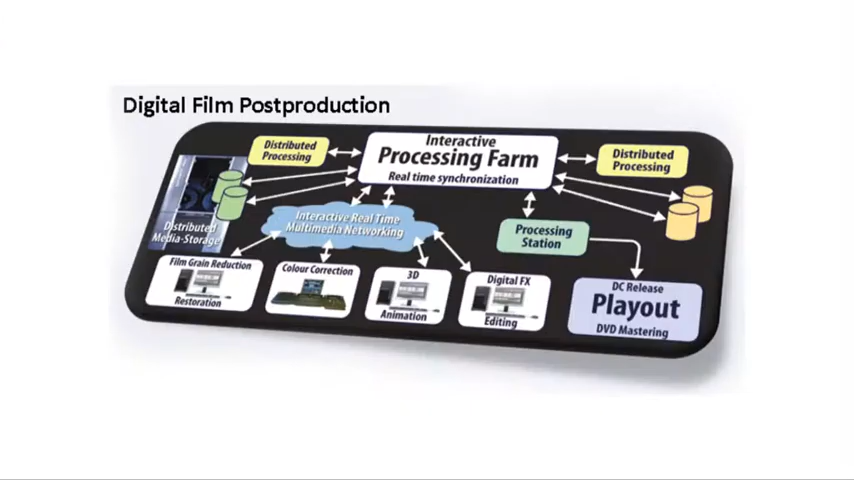 Digital Film Postproduction
Distributed
Processing
Interactive
Processing Farm
Real time synchronization
Distributed
Processing
Distributed
Media-Storage
Interactive Real Time
Multimedia Networking
Processing
Station
Film Grain Reduction
Restoration
Colour Correction
3D
Animation
Digital FX
Editing
DC Release
Playout
DVD Mastering